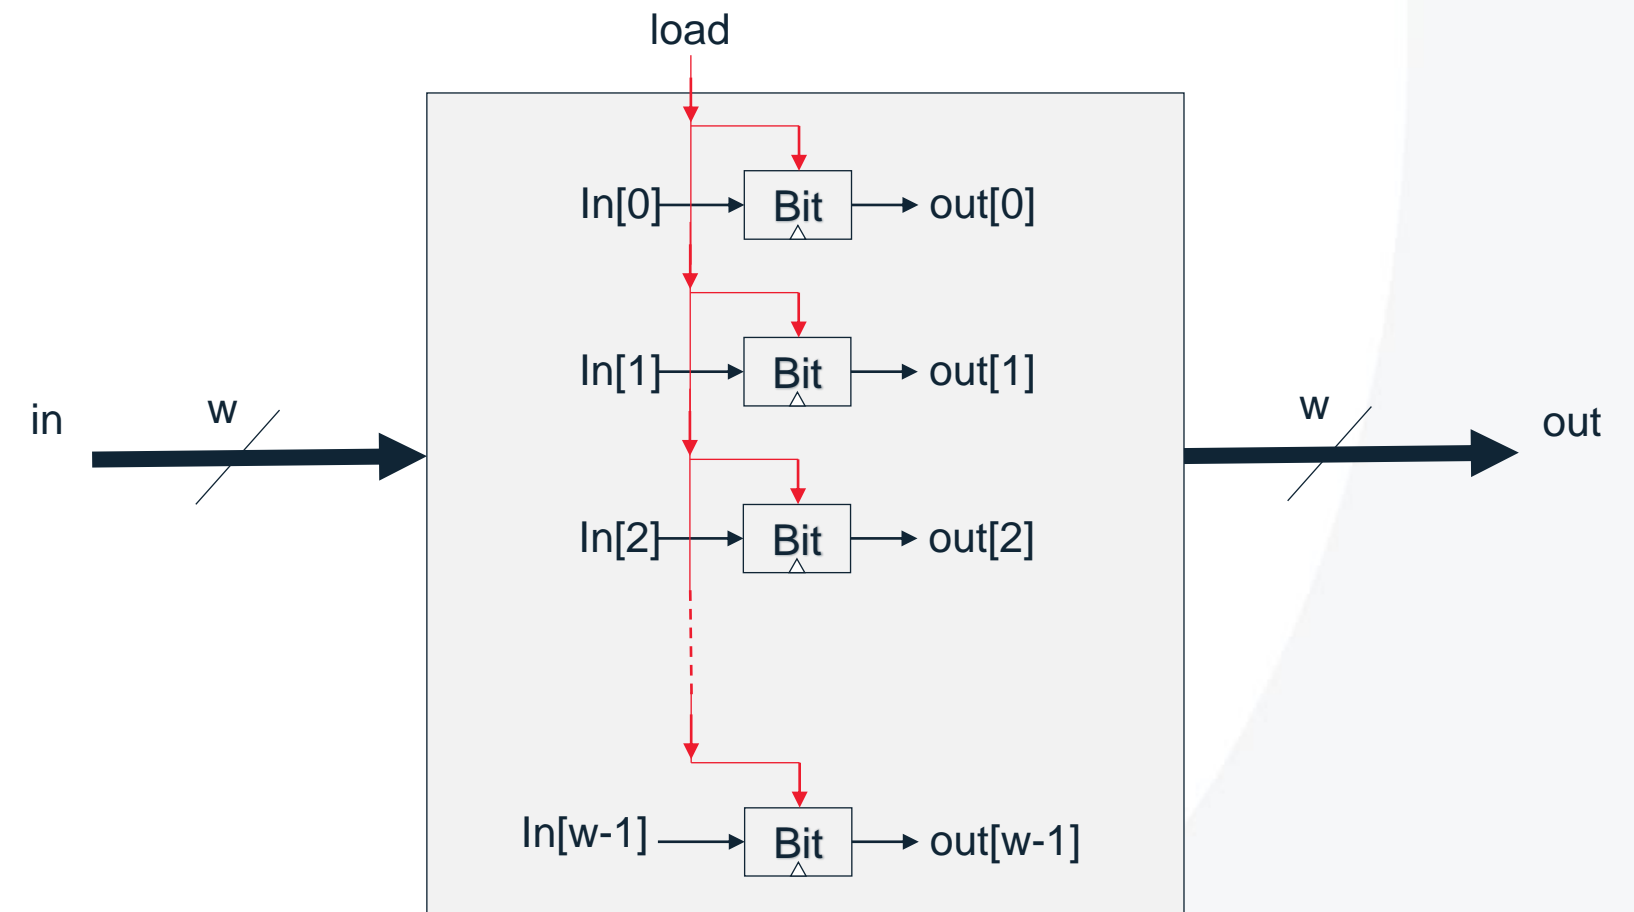 load
In[0] Bit out[0]
In[1] Bit out[1]
in w w out
In[2] Bit out[2]
In[w-1] Bit out[w-1]